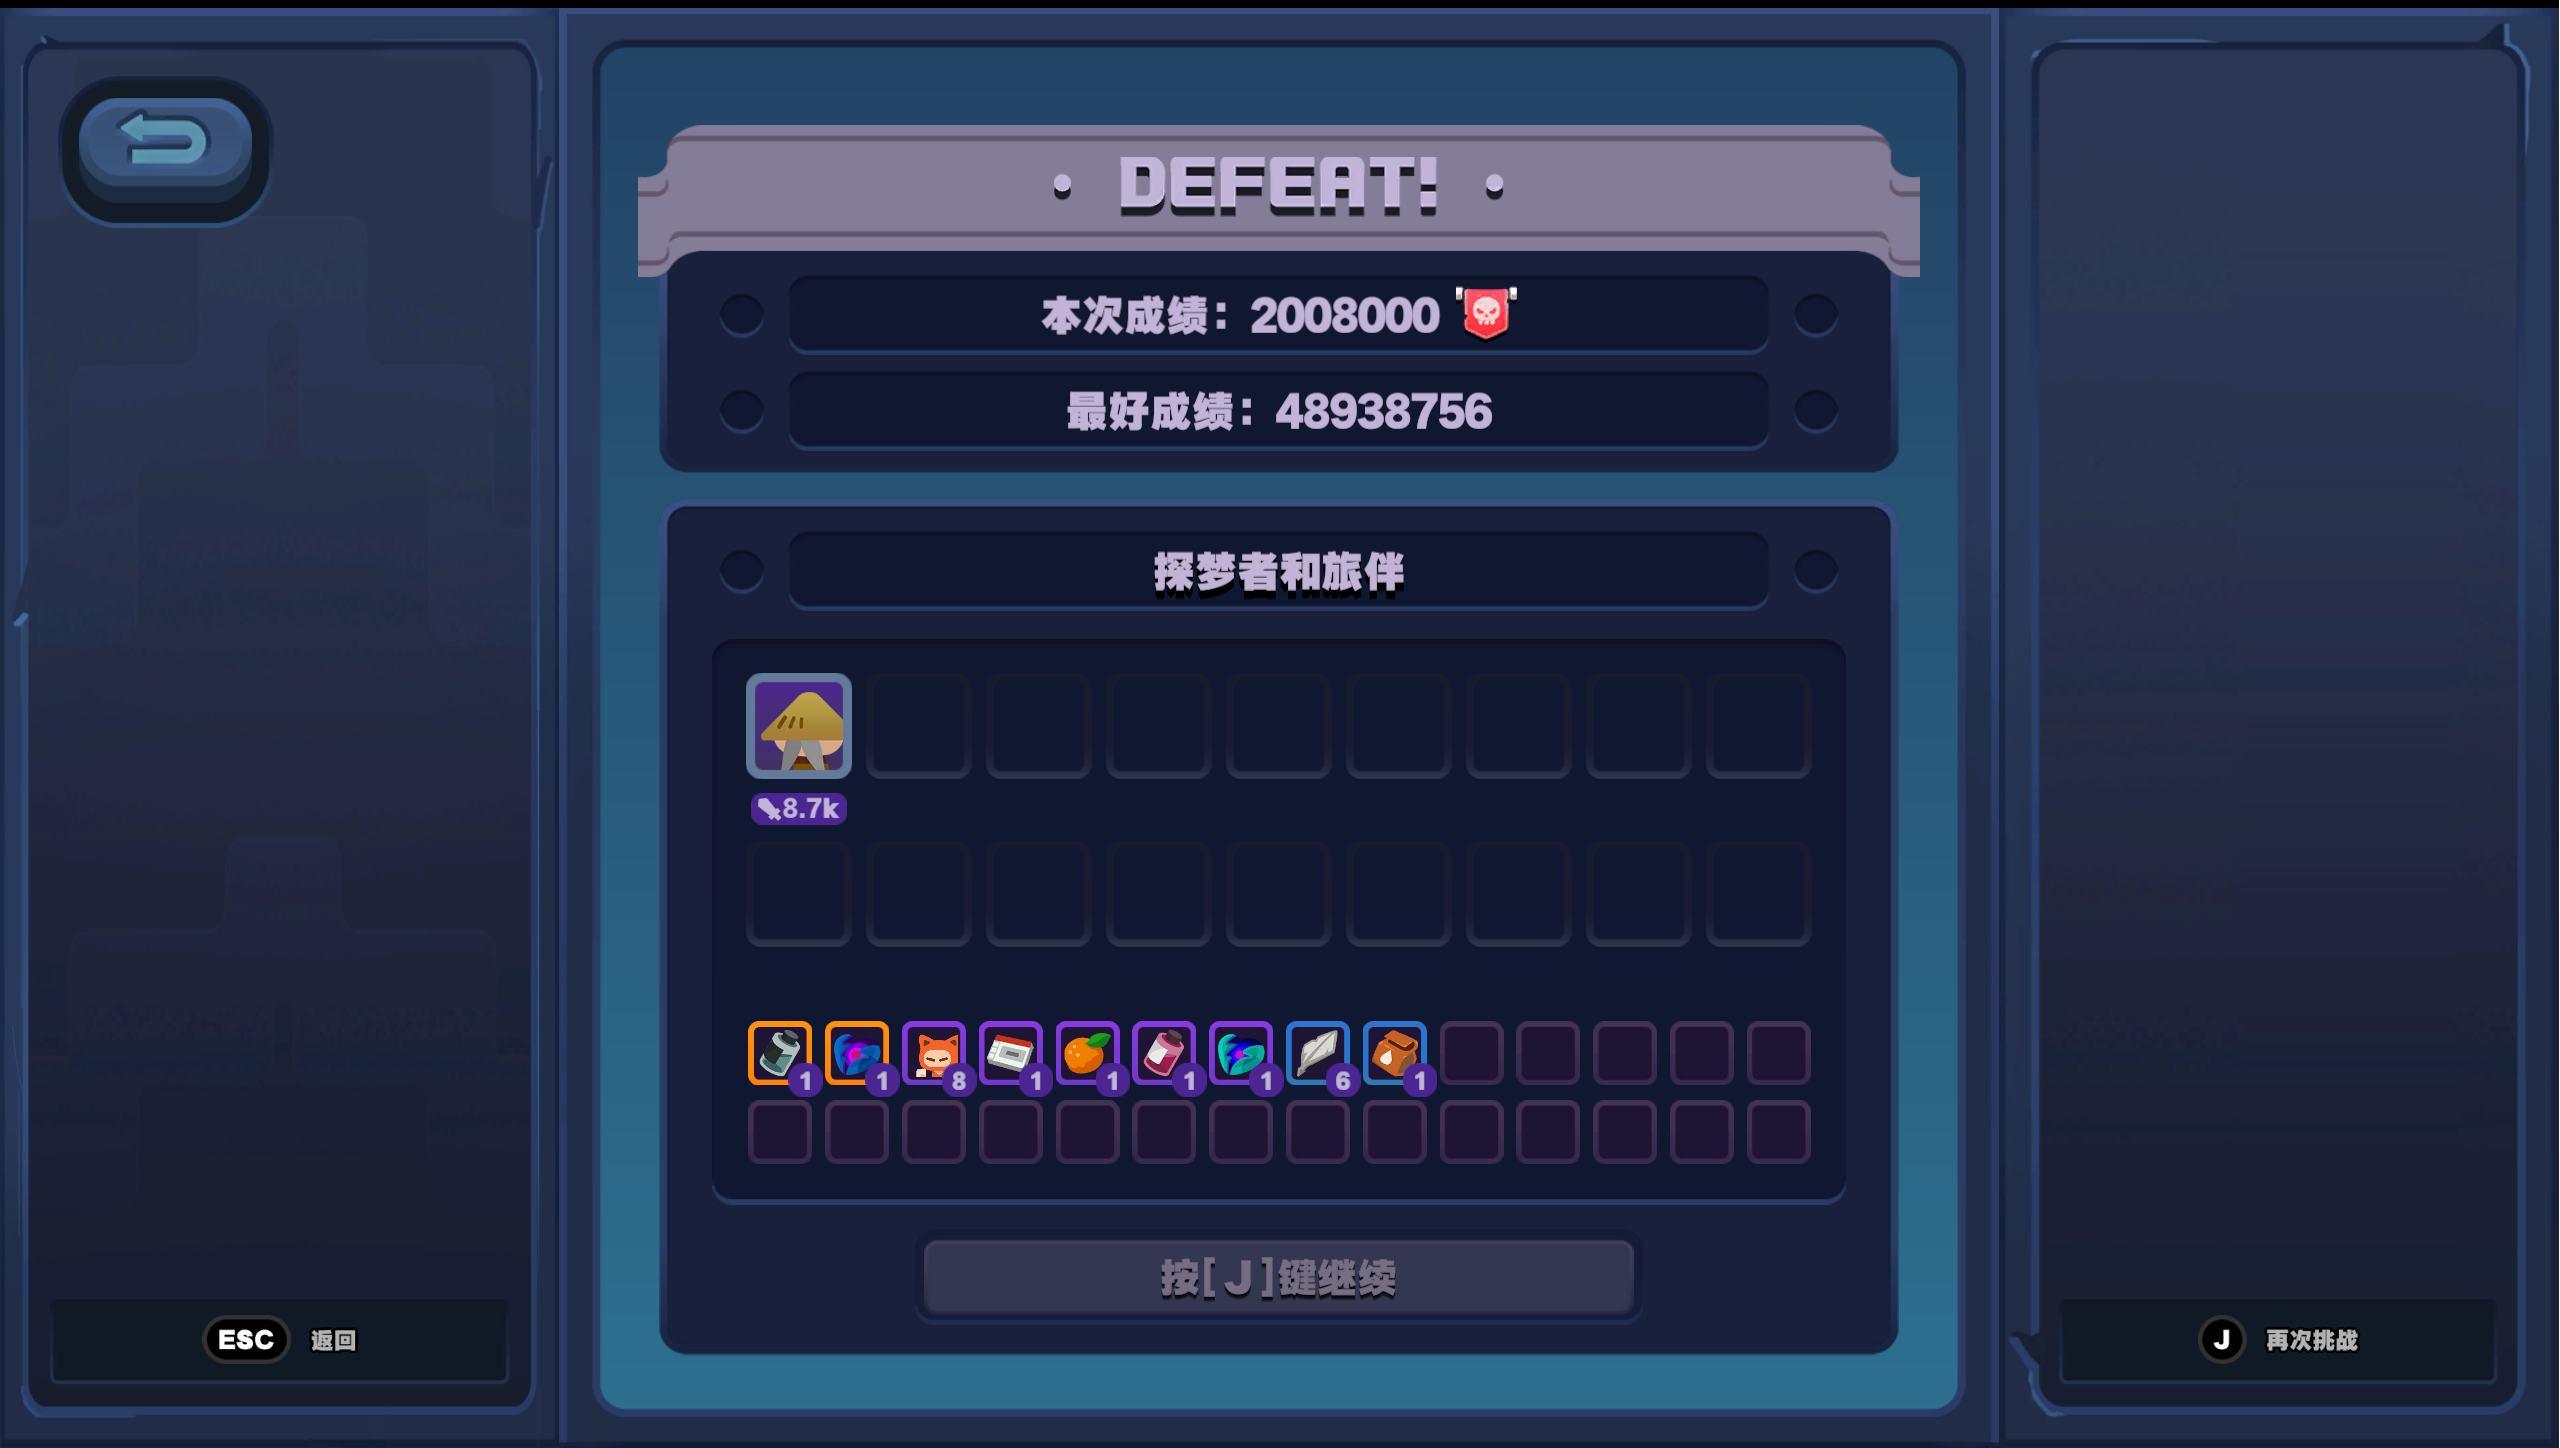 · DEFEAT! ·
本次成绩：2008000
最好成绩：48938756
探梦者和旅伴
8.7k
1 1 8 1 1 1 1 6 1
按[J]键继续
ESC 返回
J 再次挑战